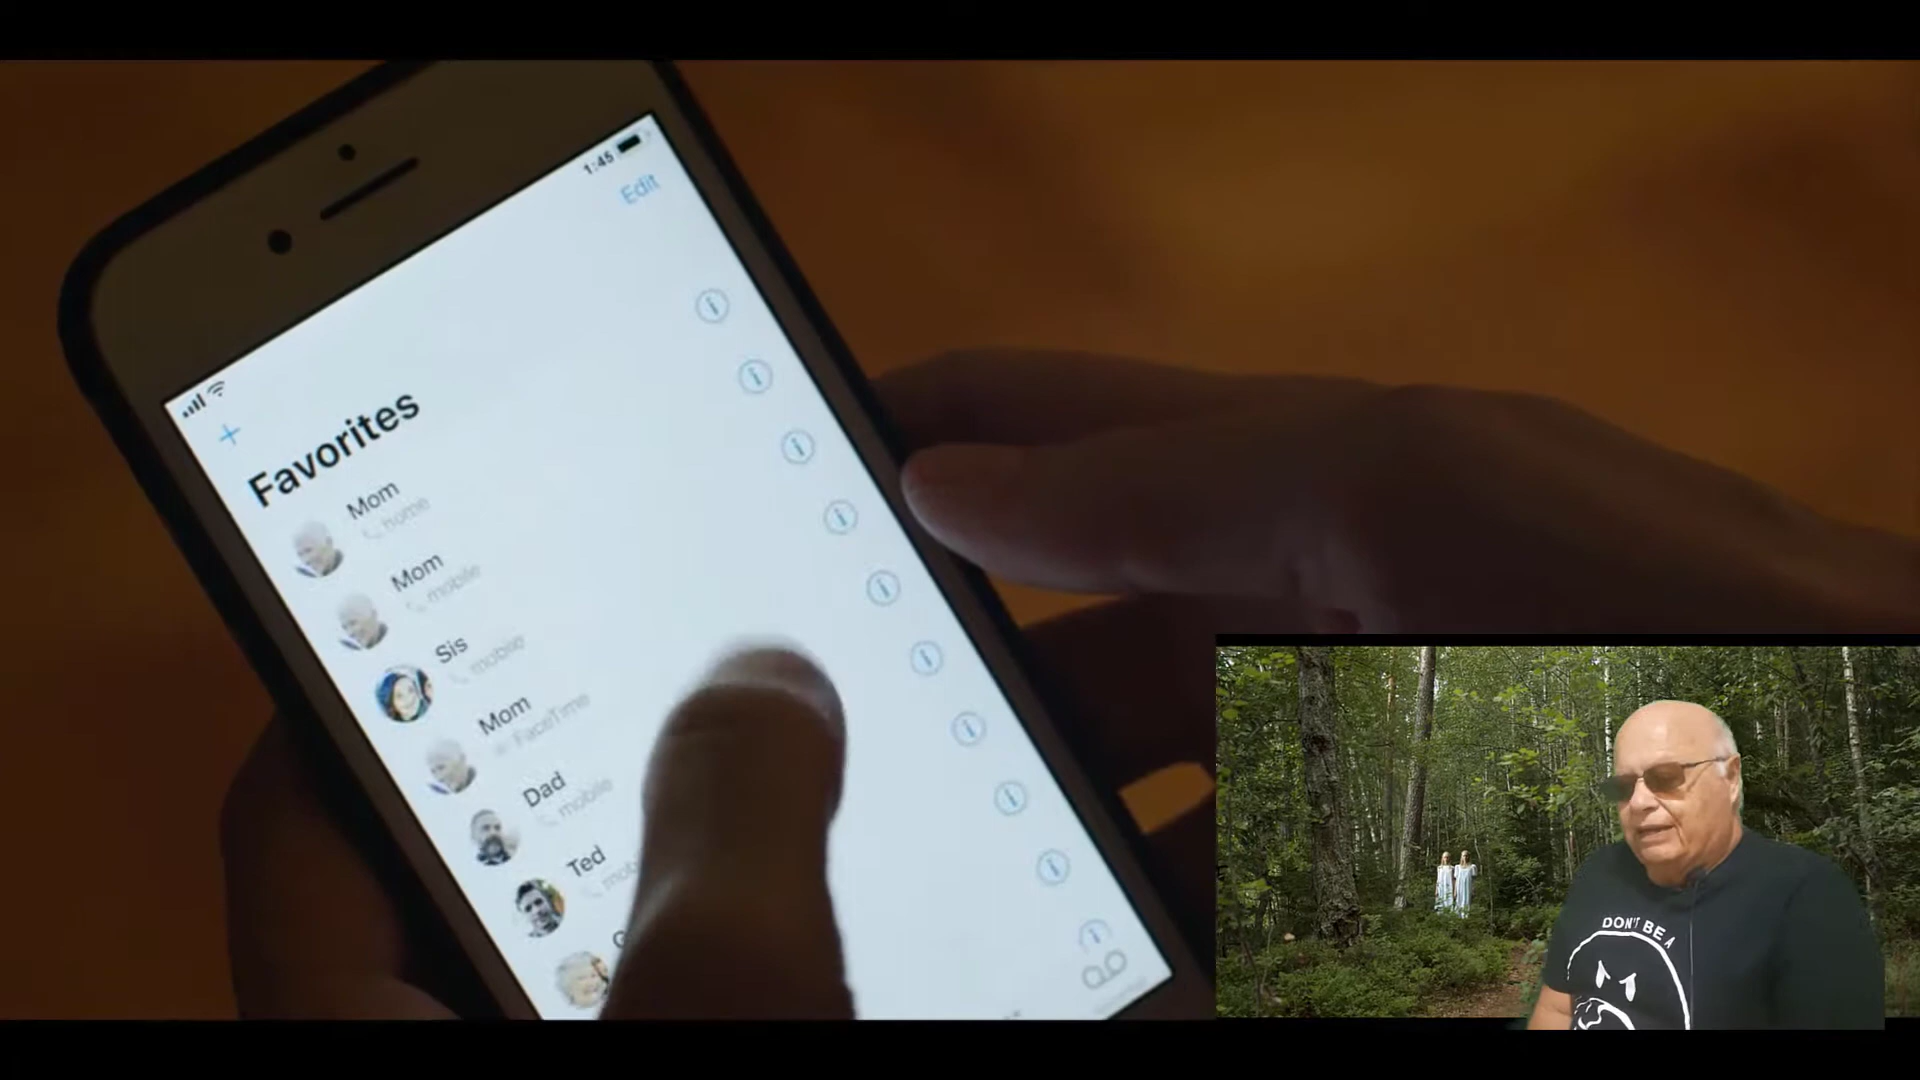 1:45
Edit
+
Favorites
Mom
home
Mom
mobile
Sis
mobile
Mom
FaceTime
Dad
mobile
Ted
DON'T BE A